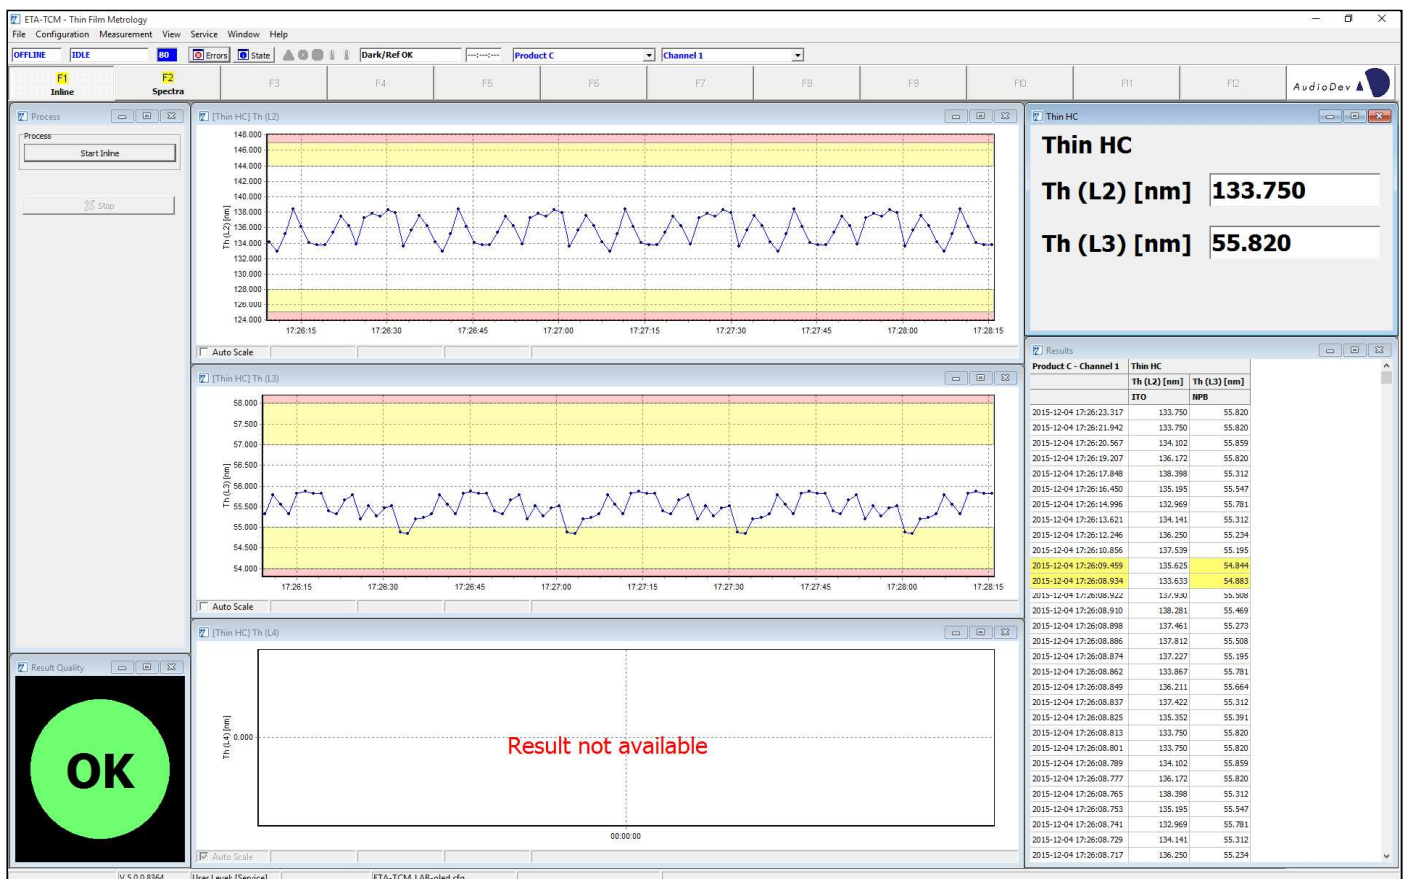 ETA-TCM - Thin Film Metrology
File Configuration Measurement View Service Window Help
OFFLINE IDLE 80 Errors State Dark/Ref OK --:--:-- Product C Channel 1
F1 F2 F3 F4 F5 F6 F7 F8 F9 F10 F11 F12
Inline Spectra
AudioDev
Process
Process
Start Inline
Stop
[Thin HC] Th (L2)
148.000
146.000
144.000
142.000
140.000
138.000
136.000
134.000
132.000
130.000
128.000
126.000
124.000
Th (L2) [nm]
17:26:15 17:26:30 17:26:45 17:27:00 17:27:15 17:27:30 17:27:45 17:28:00 17:28:15
Auto Scale
[Thin HC] Th (L3)
58.000
57.500
57.000
56.500
56.000
55.500
55.000
54.500
54.000
Th (L3) [nm]
17:26:15 17:26:30 17:26:45 17:27:00 17:27:15 17:27:30 17:27:45 17:28:00 17:28:15
Auto Scale
[Thin HC] Th (L4)
Th (L4) [nm]
0.000
Result not available
00:00:00
Auto Scale
Thin HC
Thin HC
Th (L2) [nm] 133.750
Th (L3) [nm] 55.820
Results
Product C - Channel 1 Thin HC
Th (L2) [nm] Th (L3) [nm]
ITO NPB
2015-12-04 17:26:23.317 133.750 55.820
2015-12-04 17:26:21.942 133.750 55.820
2015-12-04 17:26:20.567 134.102 55.859
2015-12-04 17:26:19.207 136.172 55.820
2015-12-04 17:26:17.848 138.398 55.312
2015-12-04 17:26:16.450 135.195 55.547
2015-12-04 17:26:14.996 132.969 55.781
2015-12-04 17:26:13.621 134.141 55.312
2015-12-04 17:26:12.246 136.250 55.234
2015-12-04 17:26:10.856 137.539 55.195
2015-12-04 17:26:09.459 135.625 54.844
2015-12-04 17:26:08.934 133.633 54.883
2015-12-04 17:26:08.922 137.930 55.508
2015-12-04 17:26:08.910 138.281 55.469
2015-12-04 17:26:08.898 137.461 55.273
2015-12-04 17:26:08.886 137.812 55.508
2015-12-04 17:26:08.874 137.227 55.195
2015-12-04 17:26:08.862 133.867 55.781
2015-12-04 17:26:08.849 136.211 55.664
2015-12-04 17:26:08.837 137.422 55.312
2015-12-04 17:26:08.825 135.352 55.391
2015-12-04 17:26:08.813 133.750 55.820
2015-12-04 17:26:08.801 133.750 55.820
2015-12-04 17:26:08.789 134.102 55.859
2015-12-04 17:26:08.777 136.172 55.820
2015-12-04 17:26:08.765 138.398 55.312
2015-12-04 17:26:08.753 135.195 55.547
2015-12-04 17:26:08.741 132.969 55.781
2015-12-04 17:26:08.729 134.141 55.312
2015-12-04 17:26:08.717 136.250 55.234
Result Quality
OK
V 5.0.0.8364 User Level: [Service] ETA-TCM_LAB-oled.cfg